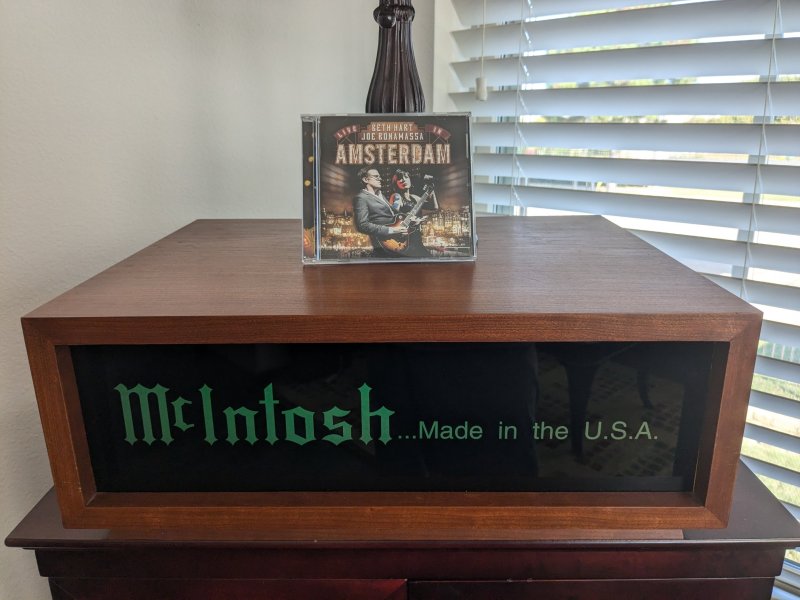 LIVE IN
BETH HART
JOE BONAMASSA
AMSTERDAM
McIntosh...Made in the U.S.A.